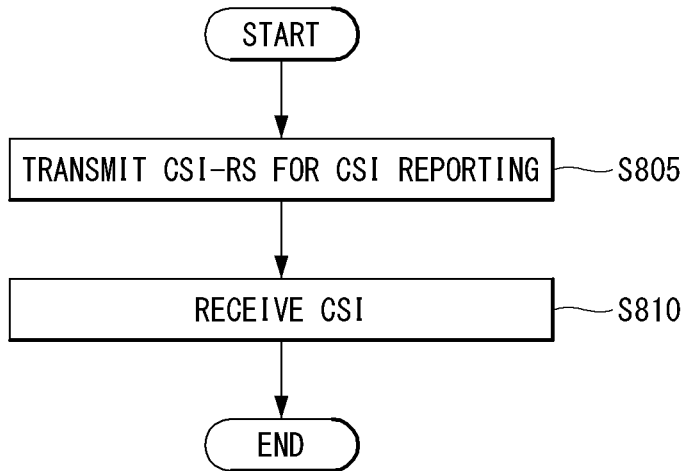 START
TRANSMIT CSI-RS FOR CSI REPORTING
S805
RECEIVE CSI
S810
END